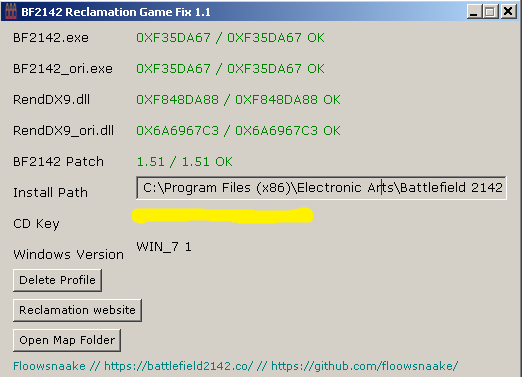 BF2142 Reclamation Game Fix 1.1
BF2142.exe 0XF35DA67 / 0XF35DA67 OK
BF2142_ori.exe 0XF35DA67 / 0XF35DA67 OK
RendDX9.dll 0XF848DA88 / 0XF848DA88 OK
RendDX9_ori.dll 0X6A6967C3 / 0X6A6967C3 OK
BF2142 Patch 1.51 / 1.51 OK
Install Path C:\Program Files (x86)\Electronic Arts\Battlefield 2142
CD Key
Windows Version WIN_7 1
Delete Profile
Reclamation website
Open Map Folder
Floowsnaake // https://battlefield2142.co/ // https://github.com/floowsnaake/